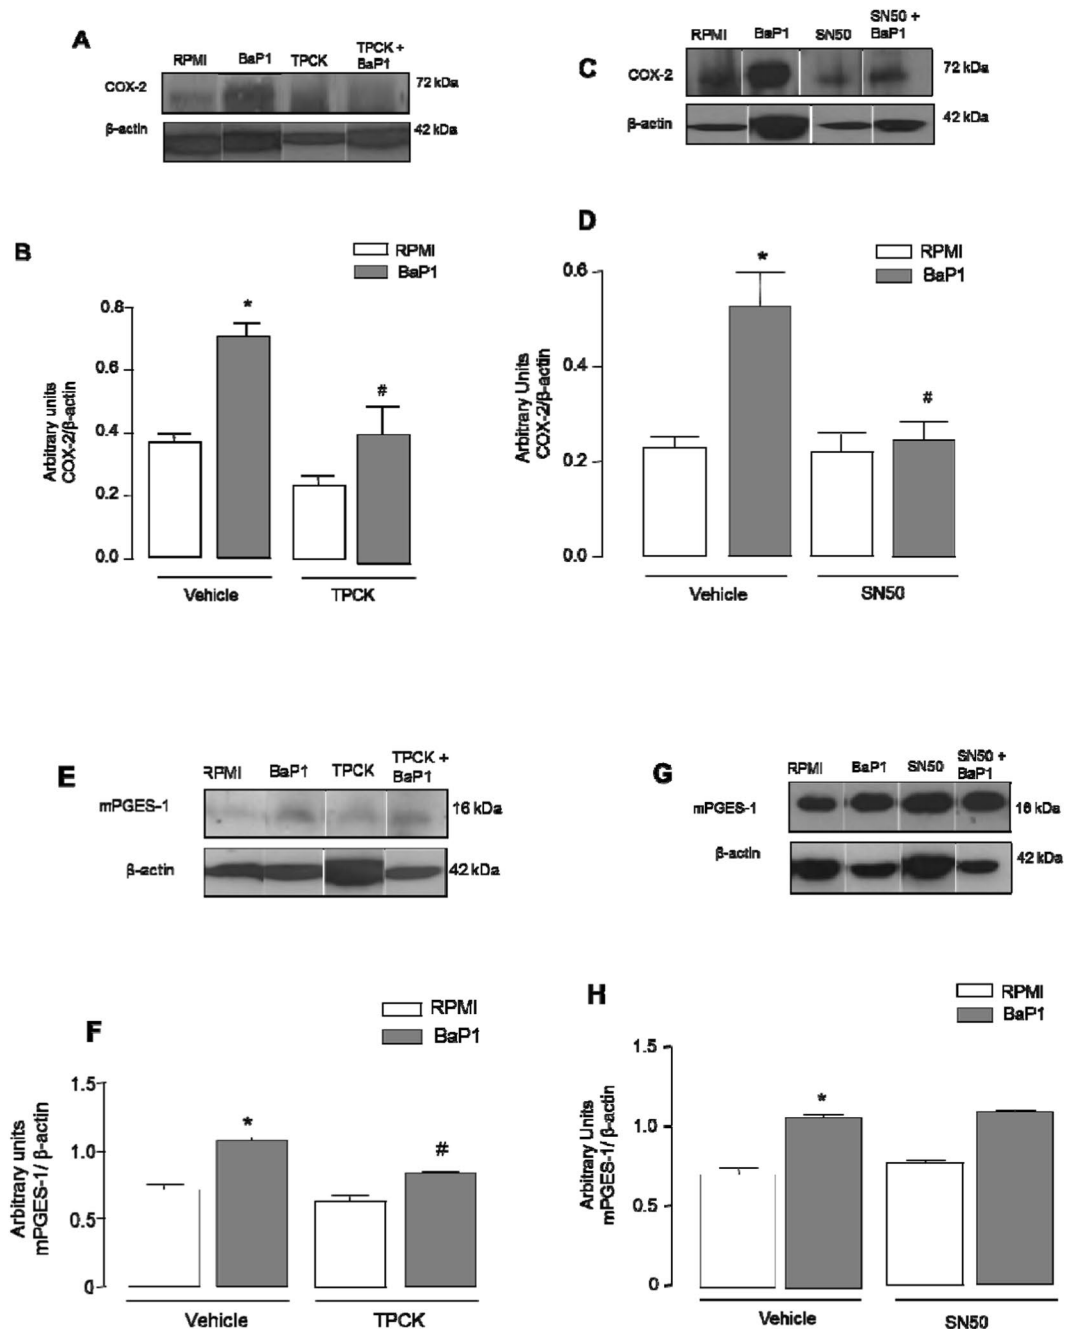 A
RPMI BaP1 TPCK TPCK +
BaP1
COX-2 72 kDa
β-actin 42 kDa
C
RPMI BaP1 SN50 SN50 +
BaP1
COX-2 72 kDa
β-actin 42 kDa
B
RPMI
BaP1
Arbitrary units
COX-2/β-actin
0.8
0.6
0.4
0.2
0.0
*
#
Vehicle TPCK
D
RPMI
BaP1
Arbitrary Units
COX-2/β-actin
0.6
0.4
0.2
0.0
*
#
Vehicle SN50
E
RPMI BaP1 TPCK TPCK +
BaP1
mPGES-1 16 kDa
β-actin 42 kDa
G
RPMI BaP1 SN50 SN50 +
BaP1
mPGES-1 16 kDa
β-actin 42 kDa
F
RPMI
BaP1
Arbitrary units
mPGES-1/ β-actin
1.5
1.0
0.5
0
*
#
Vehicle TPCK
H
RPMI
BaP1
Arbitrary Units
mPGES-1/ β-actin
1.5
1.0
0.5
0
*
Vehicle SN50